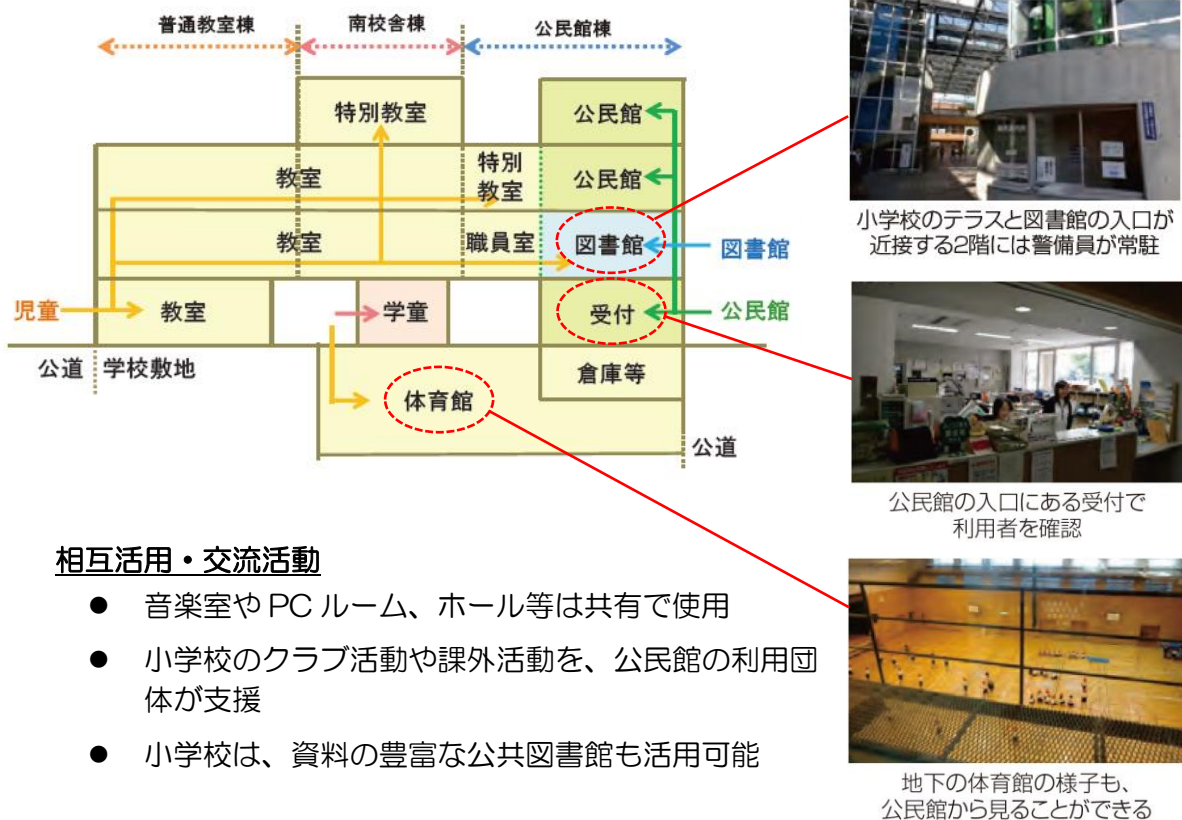 普通教室棟
南校舎棟
公民館棟
特別教室
公民館
教室
特別
教室
公民館
教室
職員室
図書館
図書館
児童
教室
学童
受付
公民館
公道
学校敷地
倉庫等
体育館
公道
小学校のテラスと図書館の入口が
近接する2階には警備員が常駐
公民館の入口にある受付で
利用者を確認
地下の体育館の様子も、
公民館から見ることができる
相互活用・交流活動
● 音楽室や PC ルーム、ホール等は共有で使用
● 小学校のクラブ活動や課外活動を、公民館の利用団
体が支援
● 小学校は、資料の豊富な公共図書館も活用可能